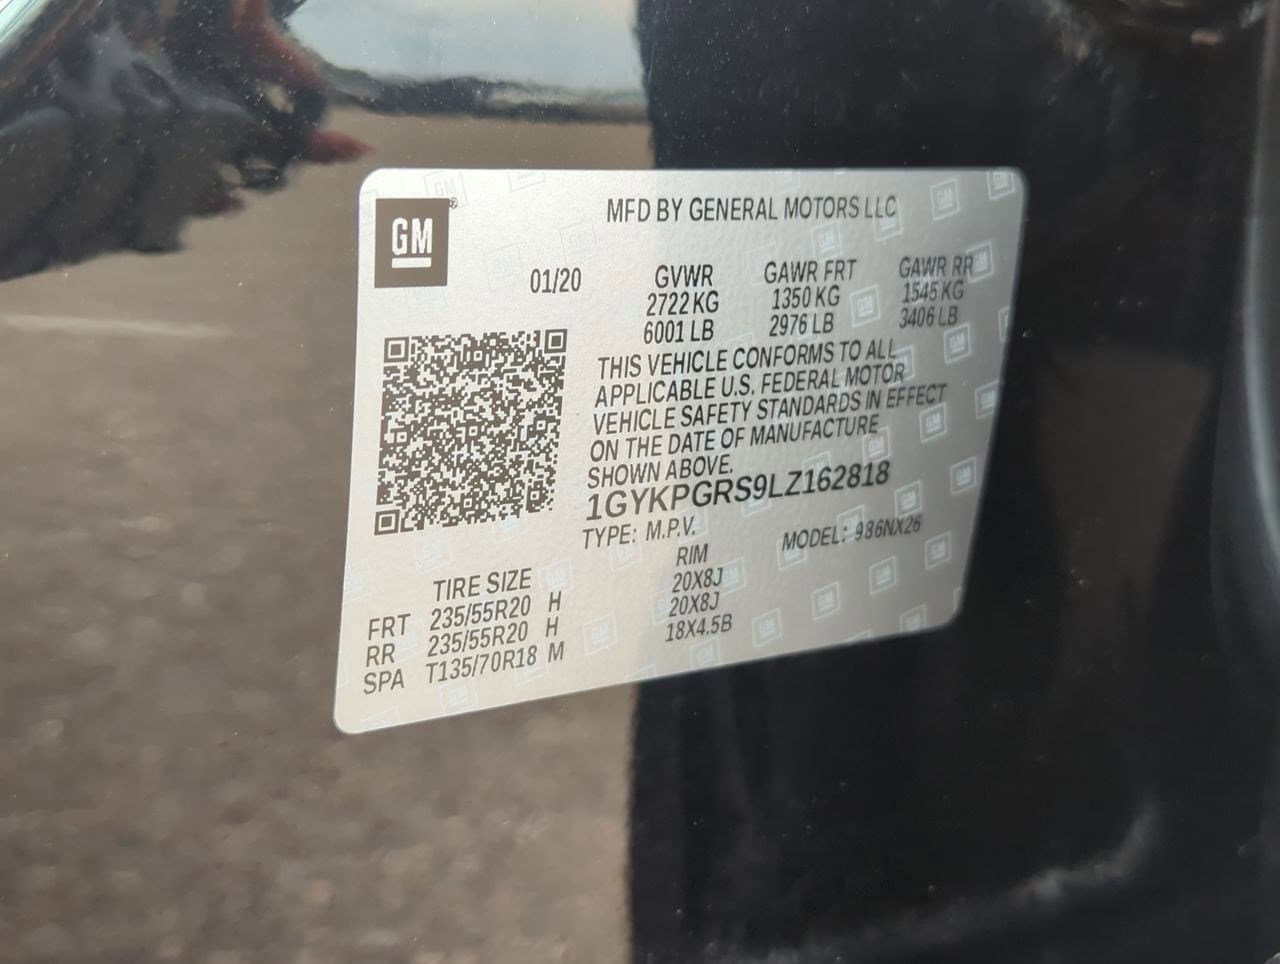 GM ®
MFD BY GENERAL MOTORS LLC
01/20 GVWR GAWR FRT GAWR RR
2722 KG 1350 KG 1545 KG
6001 LB 2976 LB 3406 LB
THIS VEHICLE CONFORMS TO ALL
APPLICABLE U.S. FEDERAL MOTOR
VEHICLE SAFETY STANDARDS IN EFFECT
ON THE DATE OF MANUFACTURE
SHOWN ABOVE.
1GYKPGRS9LZ162818
TYPE: M.P.V. MODEL: 986NX26
TIRE SIZE RIM
FRT 235/55R20 H 20X8J
RR 235/55R20 H 20X8J
SPA T135/70R18 M 18X4.5B